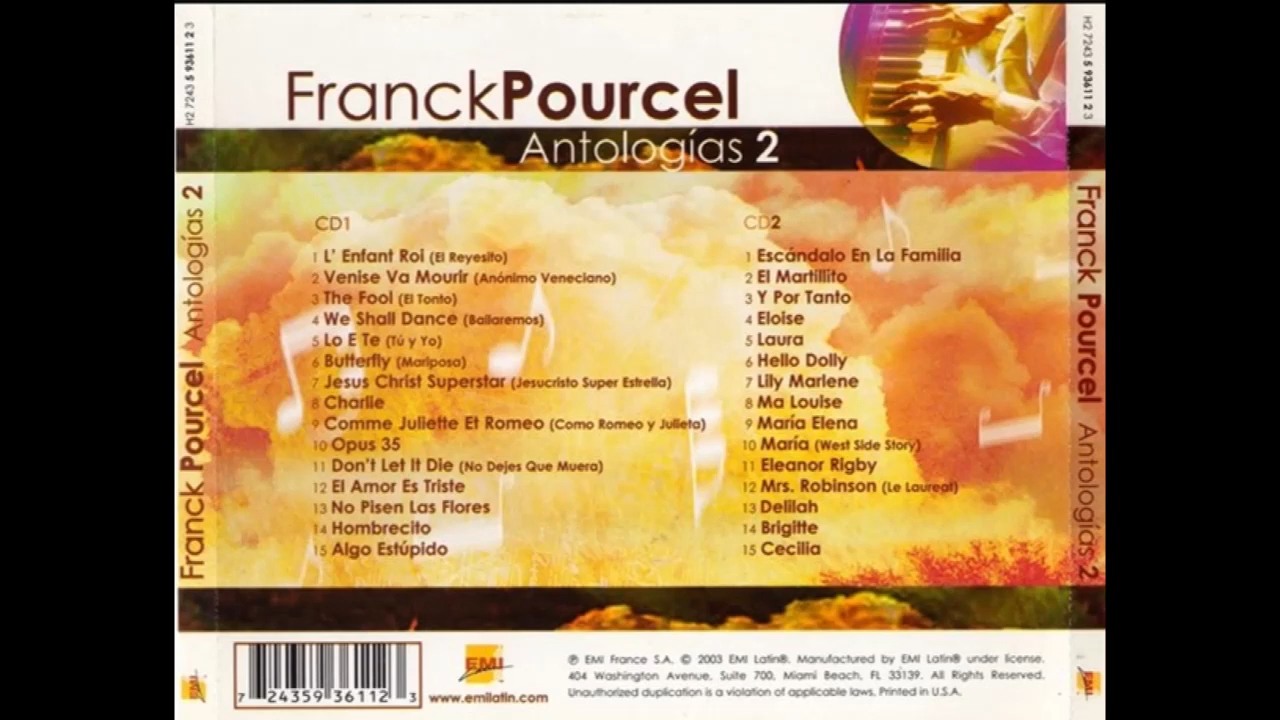 FranckPourcel
Antologías 2
H2 7243 5 93611 2 3
H2 7243 5 93611 2 3
Franck Pourcel Antologías 2
Franck Pourcel Antologías 2
CD1
1 L' Enfant Roi (El Reyesito)
2 Venise Va Mourir (Anónimo Veneciano)
3 The Fool (El Tonto)
4 We Shall Dance (Bailaremos)
5 Lo E Te (Tú y Yo)
6 Butterfly (Mariposa)
7 Jesus Christ Superstar (Jesucristo Super Estrella)
8 Charlie
9 Comme Juliette Et Romeo (Como Romeo y Julieta)
10 Opus 35
11 Don't Let It Die (No Dejes Que Muera)
12 El Amor Es Triste
13 No Pisen Las Flores
14 Hombrecito
15 Algo Estúpido
CD2
1 Escándalo En La Familia
2 El Martillito
3 Y Por Tanto
4 Eloise
5 Laura
6 Hello Dolly
7 Lily Marlene
8 Ma Louise
9 María Elena
10 María (West Side Story)
11 Eleanor Rigby
12 Mrs. Robinson (Le Laureat)
13 Delilah
14 Brigitte
15 Cecilia
7 24359 36112 3
EMI
www.emilatin.com
℗ EMI France S.A. © 2003 EMI Latin®. Manufactured by EMI Latin® under license.
404 Washington Avenue, Suite 700, Miami Beach, FL 33139. All Rights Reserved.
Unauthorized duplication is a violation of applicable laws. Printed in U.S.A.
EMI
EMI